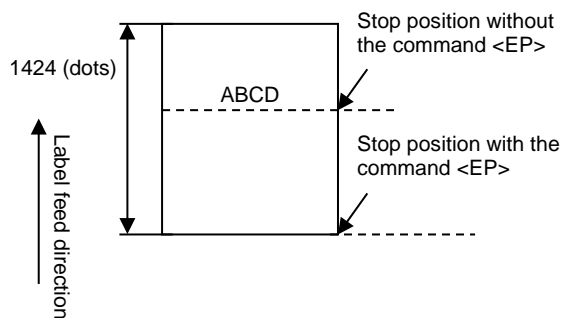 Stop position without
the command <EP>
1424 (dots)
ABCD
Stop position with the
command <EP>
Label feed direction